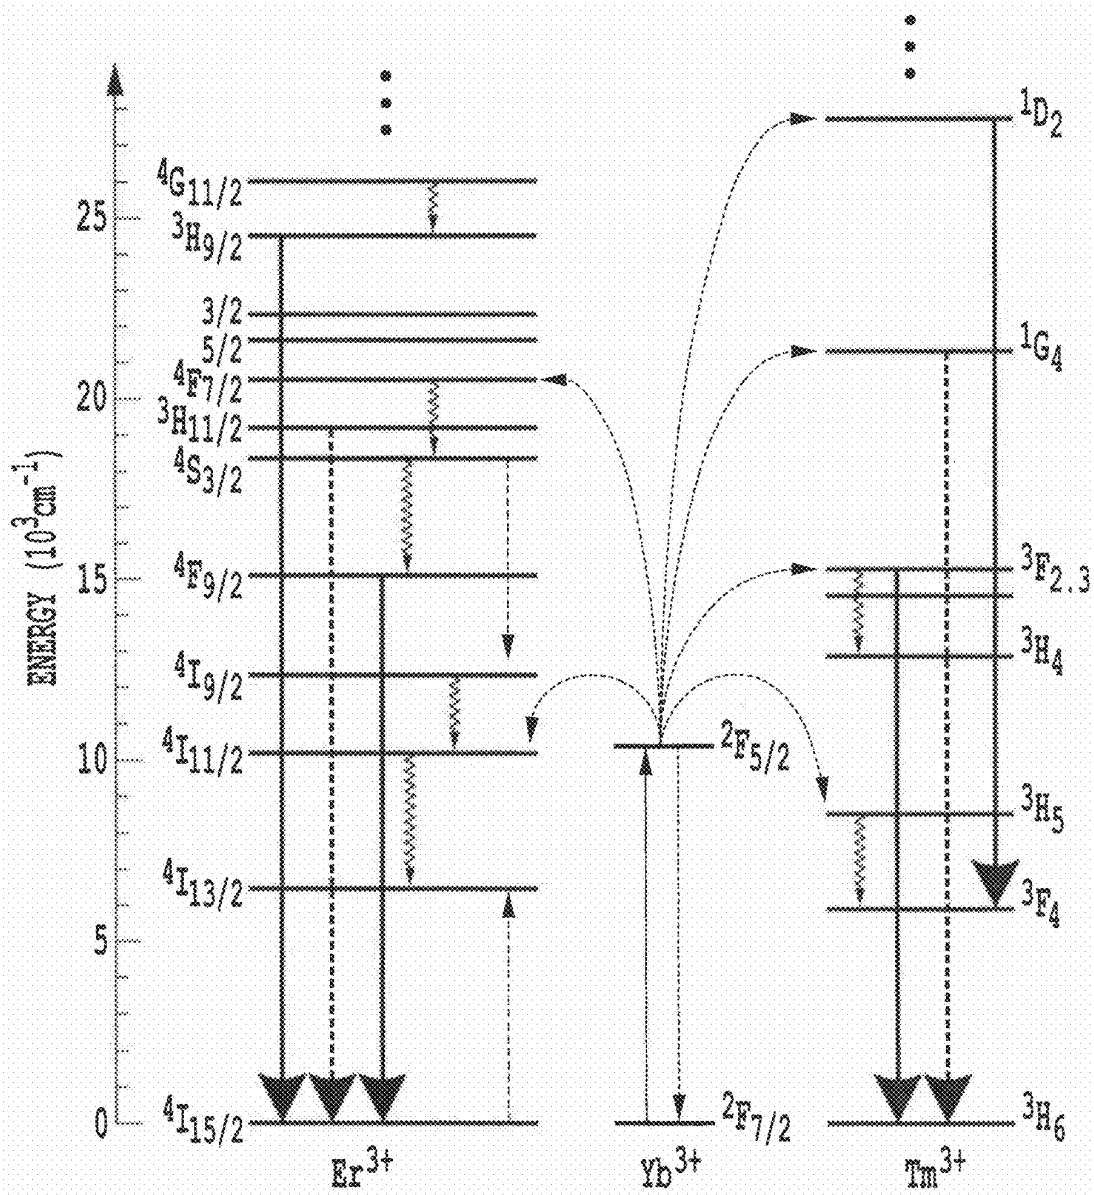 ENERGY (10³cm⁻¹)
25
20
15
10
5
0
⁴G₁₁/₂
³H₉/₂
3/2
5/2
⁴F₇/₂
³H₁₁/₂
⁴S₃/₂
⁴F₉/₂
⁴I₉/₂
⁴I₁₁/₂
⁴I₁₃/₂
⁴I₁₅/₂
Er³⁺
²F₅/₂
²F₇/₂
Yb³⁺
¹D₂
¹G₄
³F₂.₃
³H₄
³H₅
³F₄
³H₆
Tm³⁺